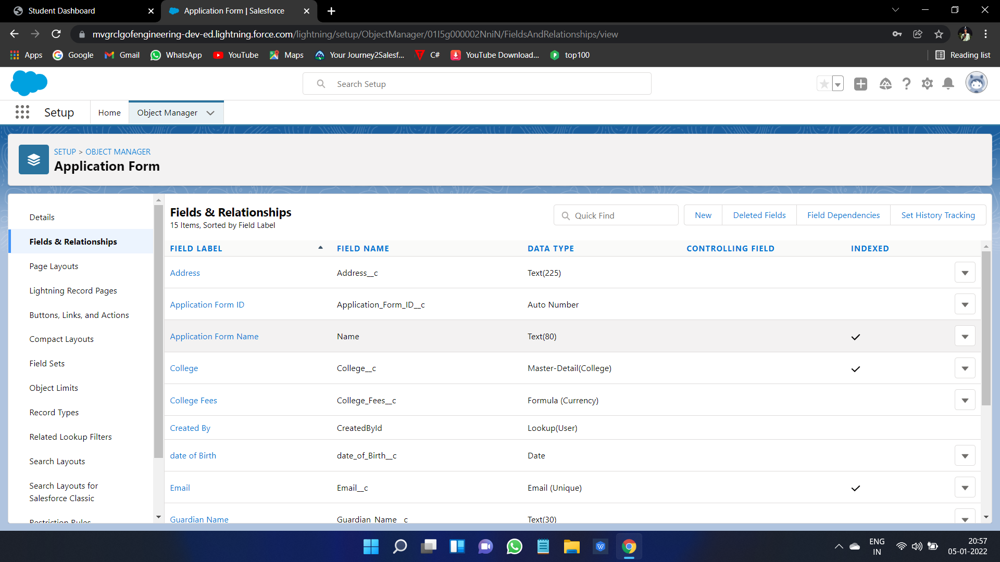 Student Dashboard
Application Form | Salesforce
mvgrclgofengineering-dev-ed.lightning.force.com/lightning/setup/ObjectManager/01I5g000002NniN/FieldsAndRelationships/view
Apps Google Gmail WhatsApp YouTube Maps Your Journey2Salesf... C# YouTube Download... top100 Reading list
Search Setup
Setup Home Object Manager
SETUP > OBJECT MANAGER
Application Form
Details
Fields & Relationships
Page Layouts
Lightning Record Pages
Buttons, Links, and Actions
Compact Layouts
Field Sets
Object Limits
Record Types
Related Lookup Filters
Search Layouts
Search Layouts for
Salesforce Classic
Restriction Rules
Fields & Relationships
15 Items, Sorted by Field Label
Quick Find New Deleted Fields Field Dependencies Set History Tracking
FIELD LABEL FIELD NAME DATA TYPE CONTROLLING FIELD INDEXED
Address Address__c Text(225)
Application Form ID Application_Form_ID__c Auto Number
Application Form Name Name Text(80)
College College__c Master-Detail(College)
College Fees College_Fees__c Formula (Currency)
Created By CreatedById Lookup(User)
date of Birth date_of_Birth__c Date
Email Email__c Email (Unique)
Guardian Name Guardian_Name__c Text(30)
ENG
IN
20:57
05-01-2022